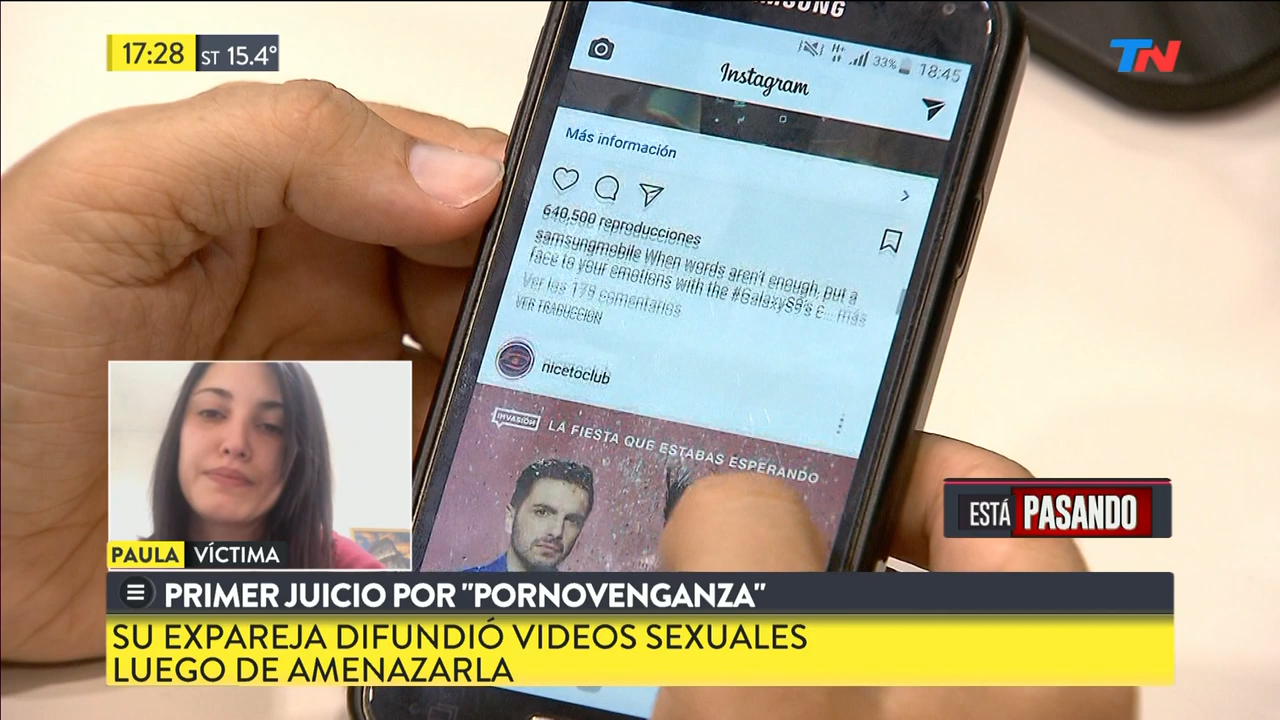 17:28 ST 15.4°
TN
SAMSUNG
33% 18:45
Instagram
Más información
640,500 reproducciones
samsungmobile When words aren't enough, put a
face to your emotions with the #GalaxyS9's E... más
Ver los 179 comentarios
VER TRADUCCIÓN
nicetoclub
INVASIÓN LA FIESTA QUE ESTABAS ESPERANDO
ESTÁ PASANDO
PAULA VÍCTIMA
PRIMER JUICIO POR "PORNOVENGANZA"
SU EXPAREJA DIFUNDIÓ VIDEOS SEXUALES
LUEGO DE AMENAZARLA